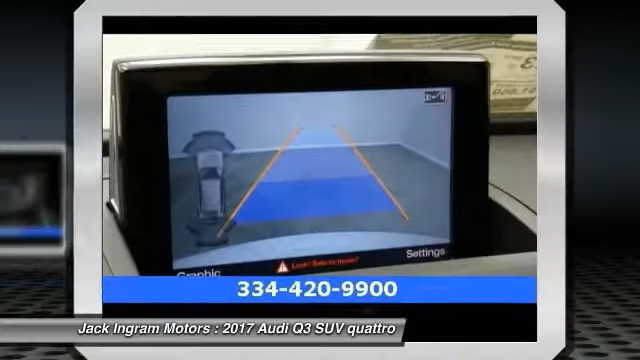 Graphic
Look! Safe to move?
Settings
334-420-9900
Jack Ingram Motors : 2017 Audi Q3 SUV quattro